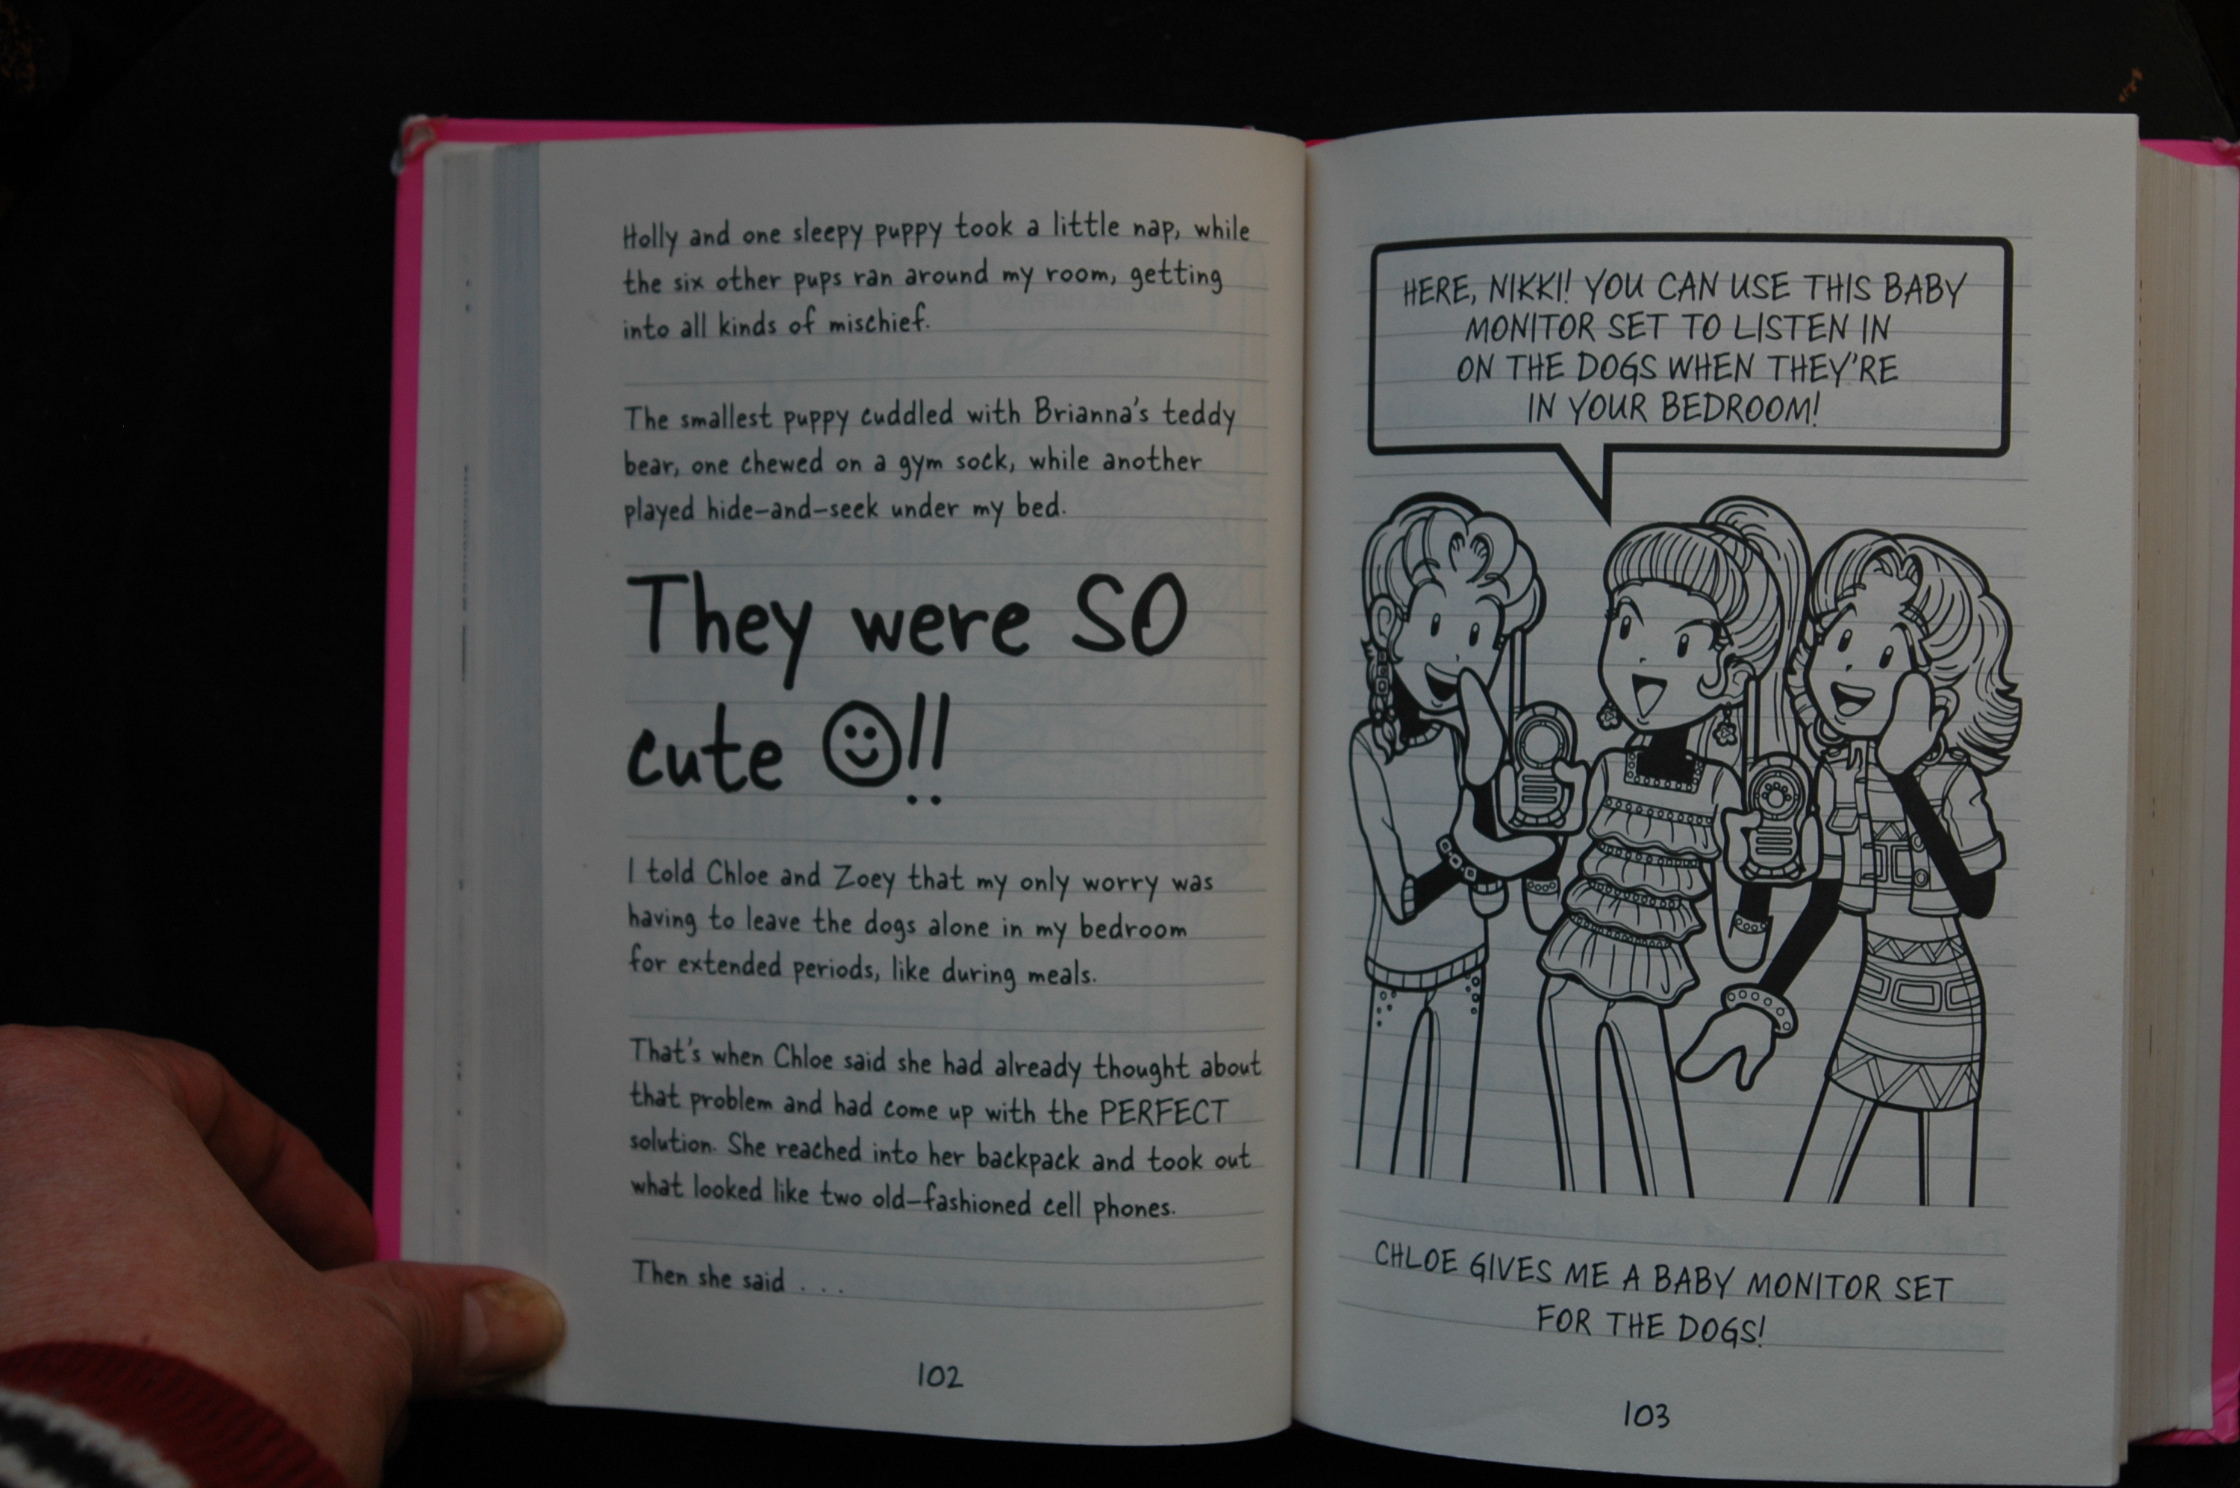 Holly and one sleepy puppy took a little nap, while
the six other pups ran around my room, getting
into all kinds of mischief.
The smallest puppy cuddled with Brianna's teddy
bear, one chewed on a gym sock, while another
played hide-and-seek under my bed.
They were SO
cute ☺!!
I told Chloe and Zoey that my only worry was
having to leave the dogs alone in my bedroom
for extended periods, like during meals.
That's when Chloe said she had already thought about
that problem and had come up with the PERFECT
solution. She reached into her backpack and took out
what looked like two old-fashioned cell phones.
Then she said . . .
102
HERE, NIKKI! YOU CAN USE THIS BABY
MONITOR SET TO LISTEN IN
ON THE DOGS WHEN THEY'RE
IN YOUR BEDROOM!
CHLOE GIVES ME A BABY MONITOR SET
FOR THE DOGS!
103